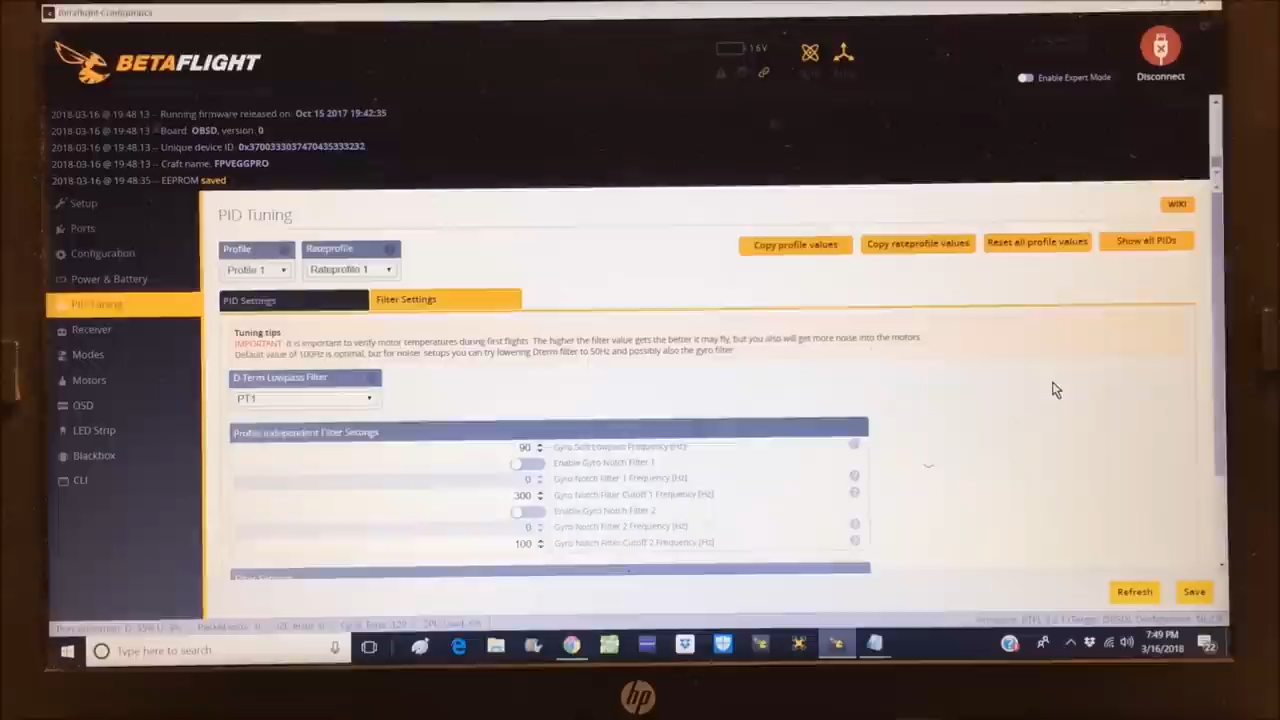 Betaflight Configurator
BETAFLIGHT
1.6V
Enable Expert Mode
Disconnect
2018-03-16 @ 19:48:13 -- Running firmware released on: Oct 15 2017 19:42:35
2018-03-16 @ 19:48:13 -- Board: OBSD, version: 0
2018-03-16 @ 19:48:13 -- Unique device ID: 0x3700333037470435333232
2018-03-16 @ 19:48:13 -- Craft name: FPVEGGPRO
2018-03-16 @ 19:48:35 -- EEPROM saved
Setup
Ports
Configuration
Power & Battery
PID Tuning
Receiver
Modes
Motors
OSD
LED Strip
Blackbox
CLI
PID Tuning
WIKI
Profile
Rateprofile
Profile 1
Rateprofile 1
Copy profile values
Copy rateprofile values
Reset all profile values
Show all PIDs
PID Settings
Filter Settings
Tuning tips
IMPORTANT: It is important to verify motor temperatures during first flights. The higher the filter value gets the better it may fly, but you also will get more noise into the motors.
Default value of 100Hz is optimal, but for noiser setups you can try lowering Dterm filter to 50Hz and possibly also the gyro filter.
D Term Lowpass Filter
PT1
Profile independent Filter Settings
90 Gyro Soft Lowpass Frequency [Hz]
Enable Gyro Notch Filter 1
0 Gyro Notch Filter 1 Frequency [Hz]
300 Gyro Notch Filter Cutoff 1 Frequency [Hz]
Enable Gyro Notch Filter 2
0 Gyro Notch Filter 2 Frequency [Hz]
100 Gyro Notch Filter Cutoff 2 Frequency [Hz]
Refresh
Save
Type here to search
7:49 PM
3/16/2018
22
hp